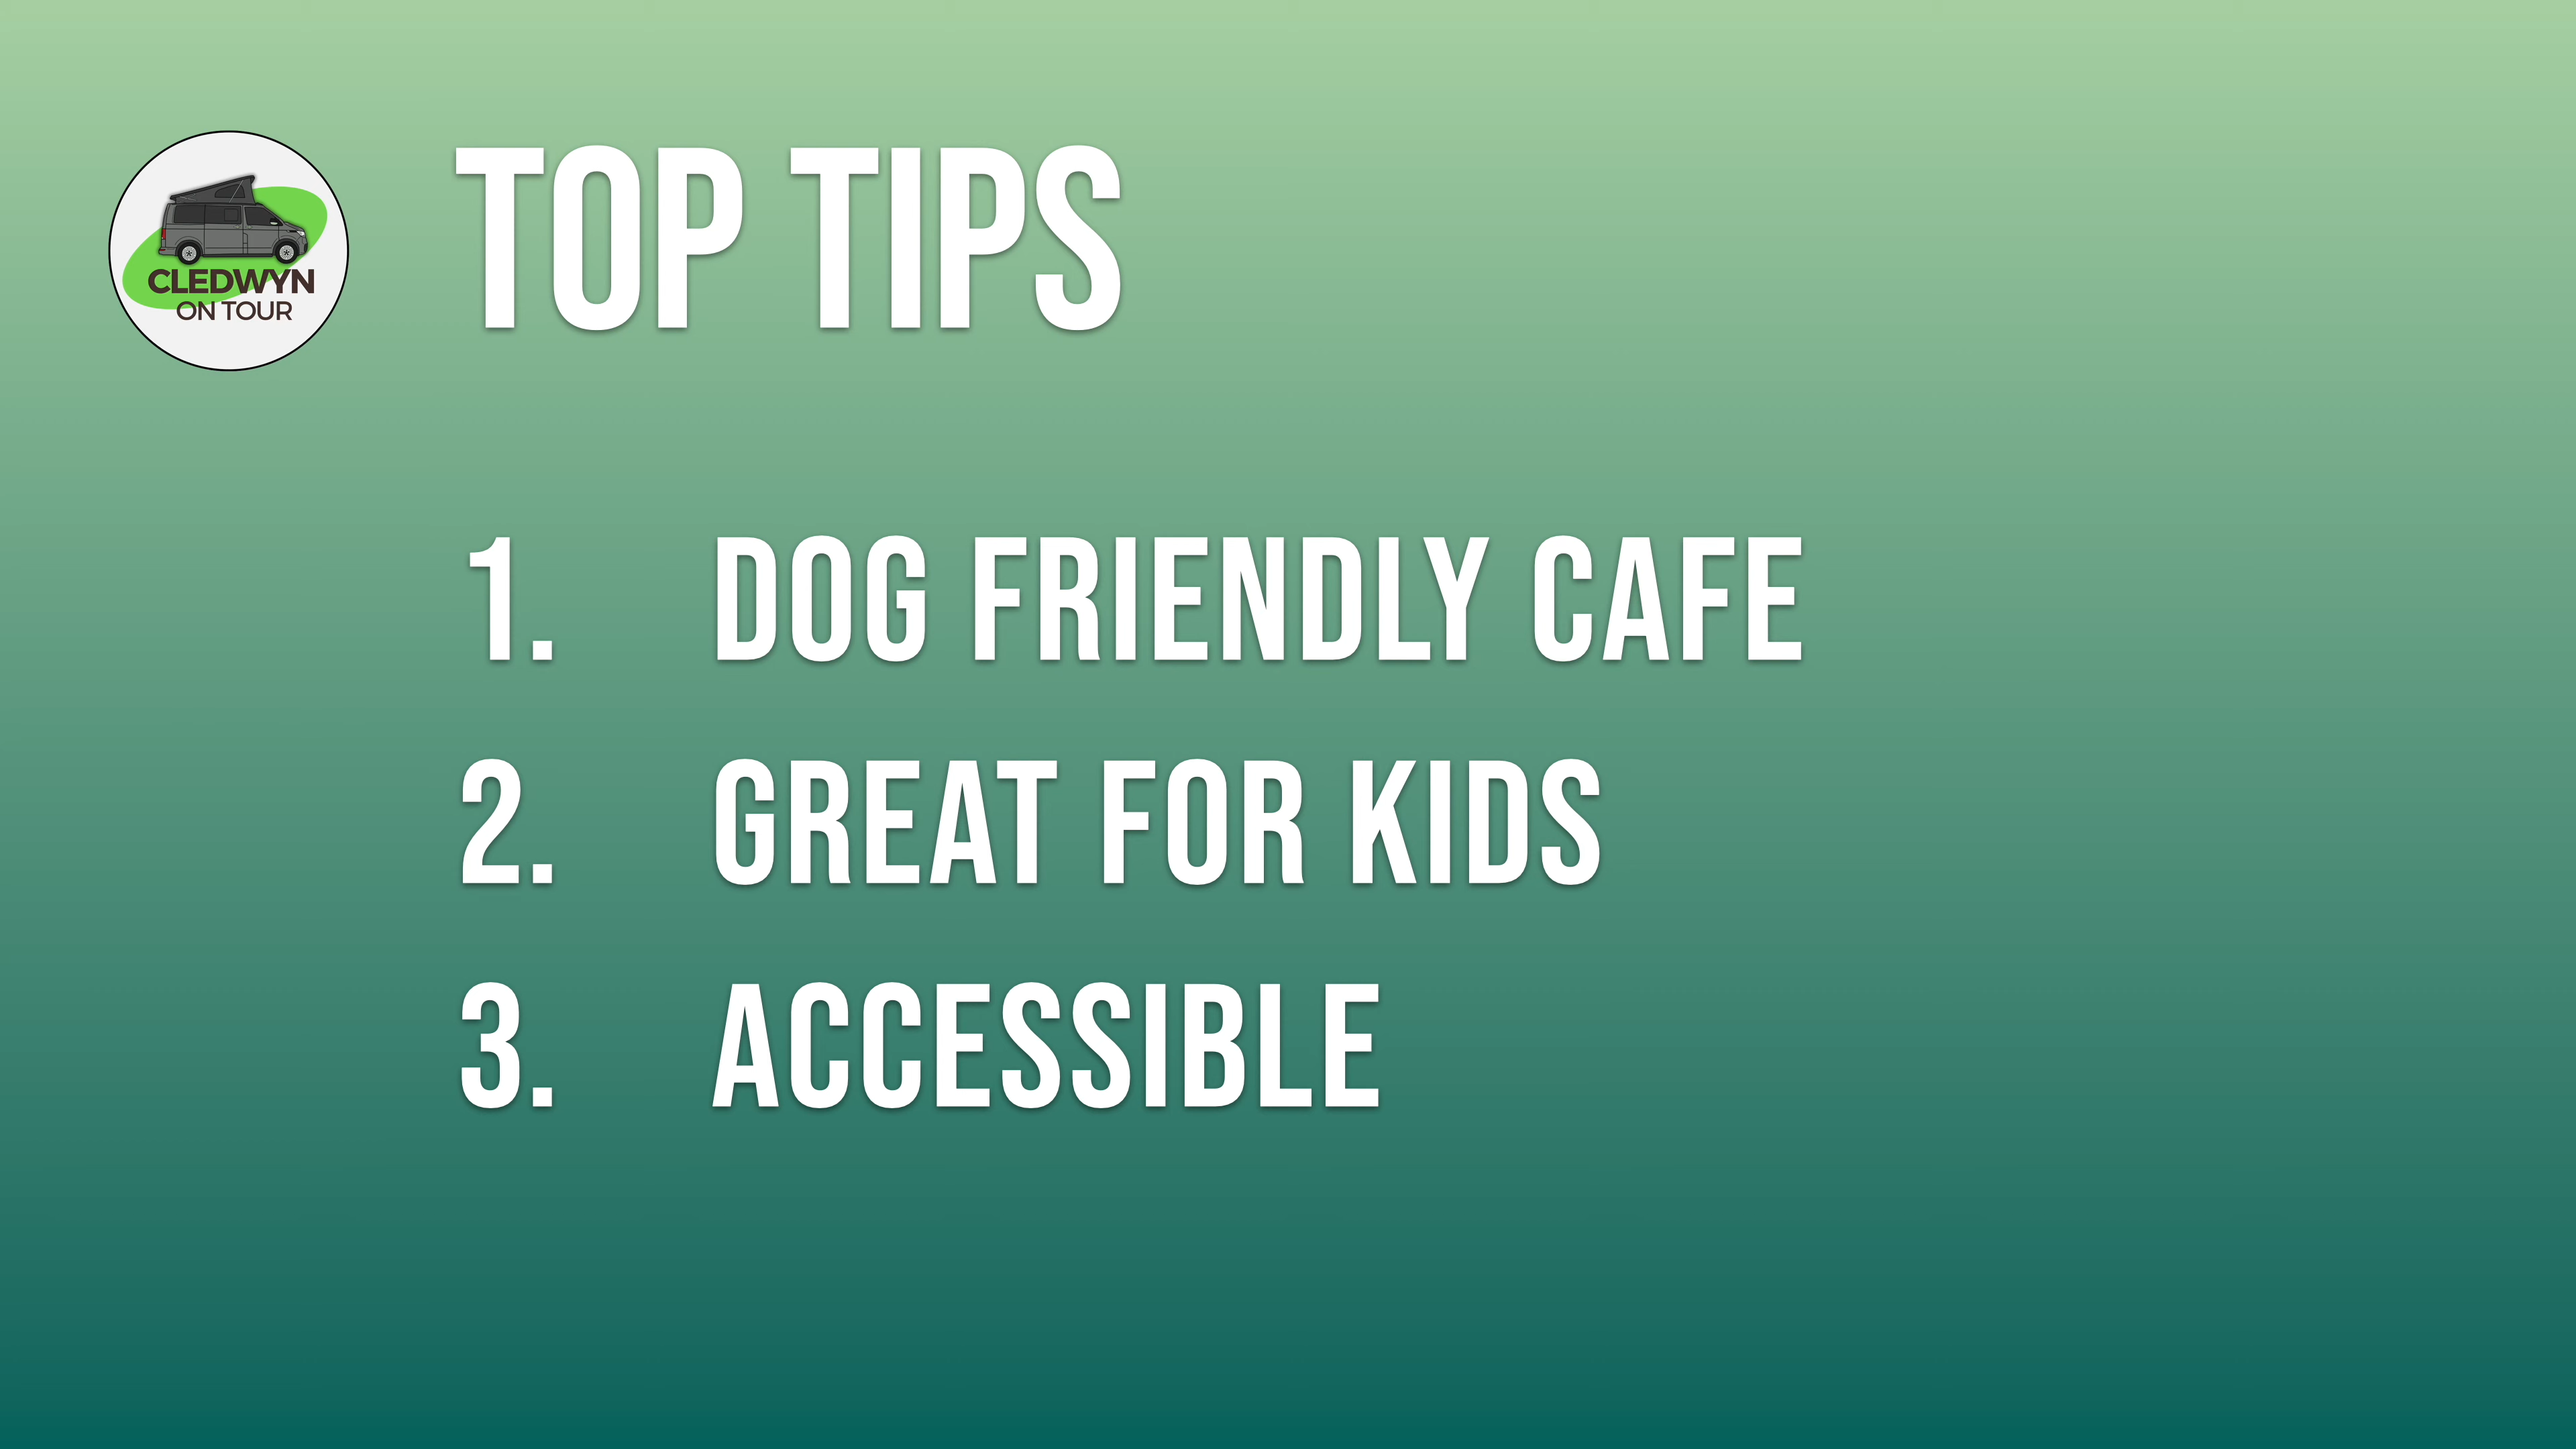 CLEDWYN
ON TOUR
TOP TIPS
1. DOG FRIENDLY CAFE
2. GREAT FOR KIDS
3. ACCESSIBLE